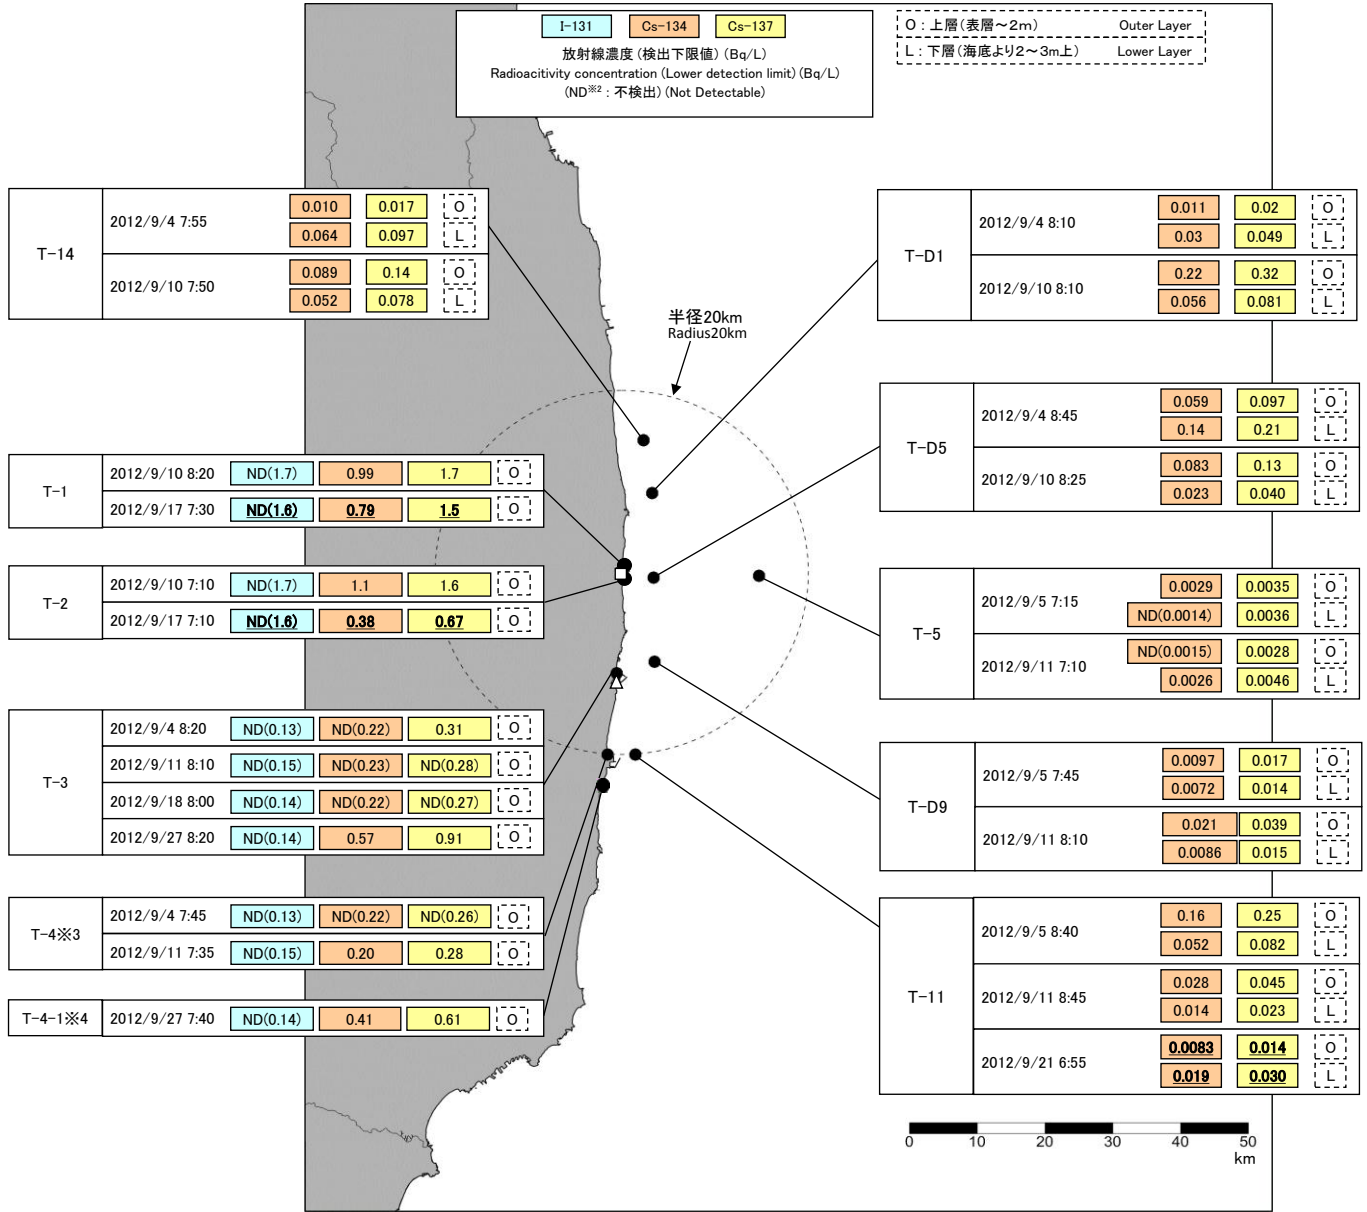 I-131 Cs-134 Cs-137
放射線濃度 (検出下限値) (Bq/L)
Radioacitivity concentration (Lower detection limit) (Bq/L)
(ND※2 : 不検出) (Not Detectable)
O : 上層(表層～2m) Outer Layer
L : 下層(海底より2～3m上) Lower Layer
半径20km
Radius20km
T-14
2012/9/4 7:55
0.010 0.017 O
0.064 0.097 L
2012/9/10 7:50
0.089 0.14 O
0.052 0.078 L
T-1
2012/9/10 8:20 ND(1.7) 0.99 1.7 O
2012/9/17 7:30 ND(1.6) 0.79 1.5 O
T-2
2012/9/10 7:10 ND(1.7) 1.1 1.6 O
2012/9/17 7:10 ND(1.6) 0.38 0.67 O
T-3
2012/9/4 8:20 ND(0.13) ND(0.22) 0.31 O
2012/9/11 8:10 ND(0.15) ND(0.23) ND(0.28) O
2012/9/18 8:00 ND(0.14) ND(0.22) ND(0.27) O
2012/9/27 8:20 ND(0.14) 0.57 0.91 O
T-4※3
2012/9/4 7:45 ND(0.13) ND(0.22) ND(0.26) O
2012/9/11 7:35 ND(0.15) 0.20 0.28 O
T-4-1※4
2012/9/27 7:40 ND(0.14) 0.41 0.61 O
T-D1
2012/9/4 8:10
0.011 0.02 O
0.03 0.049 L
2012/9/10 8:10
0.22 0.32 O
0.056 0.081 L
T-D5
2012/9/4 8:45
0.059 0.097 O
0.14 0.21 L
2012/9/10 8:25
0.083 0.13 O
0.023 0.040 L
T-5
2012/9/5 7:15
0.0029 0.0035 O
ND(0.0014) 0.0036 L
2012/9/11 7:10
ND(0.0015) 0.0028 O
0.0026 0.0046 L
T-D9
2012/9/5 7:45
0.0097 0.017 O
0.0072 0.014 L
2012/9/11 8:10
0.021 0.039 O
0.0086 0.015 L
T-11
2012/9/5 8:40
0.16 0.25 O
0.052 0.082 L
2012/9/11 8:45
0.028 0.045 O
0.014 0.023 L
2012/9/21 6:55
0.0083 0.014 O
0.019 0.030 L
0 10 20 30 40 50
km